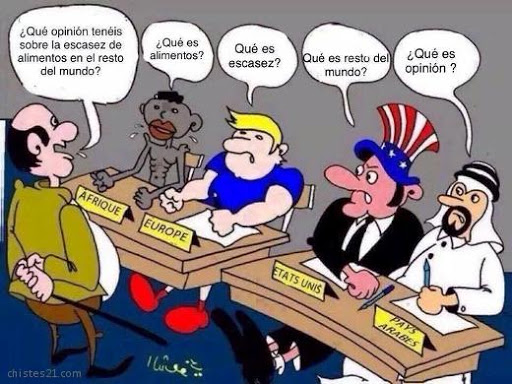 ¿Qué opinión tenéis
sobre la escasez de
alimentos en el resto
del mundo?
¿Qué es
alimentos?
Qué es
escasez?
Qué es resto del
mundo?
¿Qué es
opinión ?
AFRIQUE
EUROPE
ETATS UNIS
PAYS
ARABES
chistes21.com